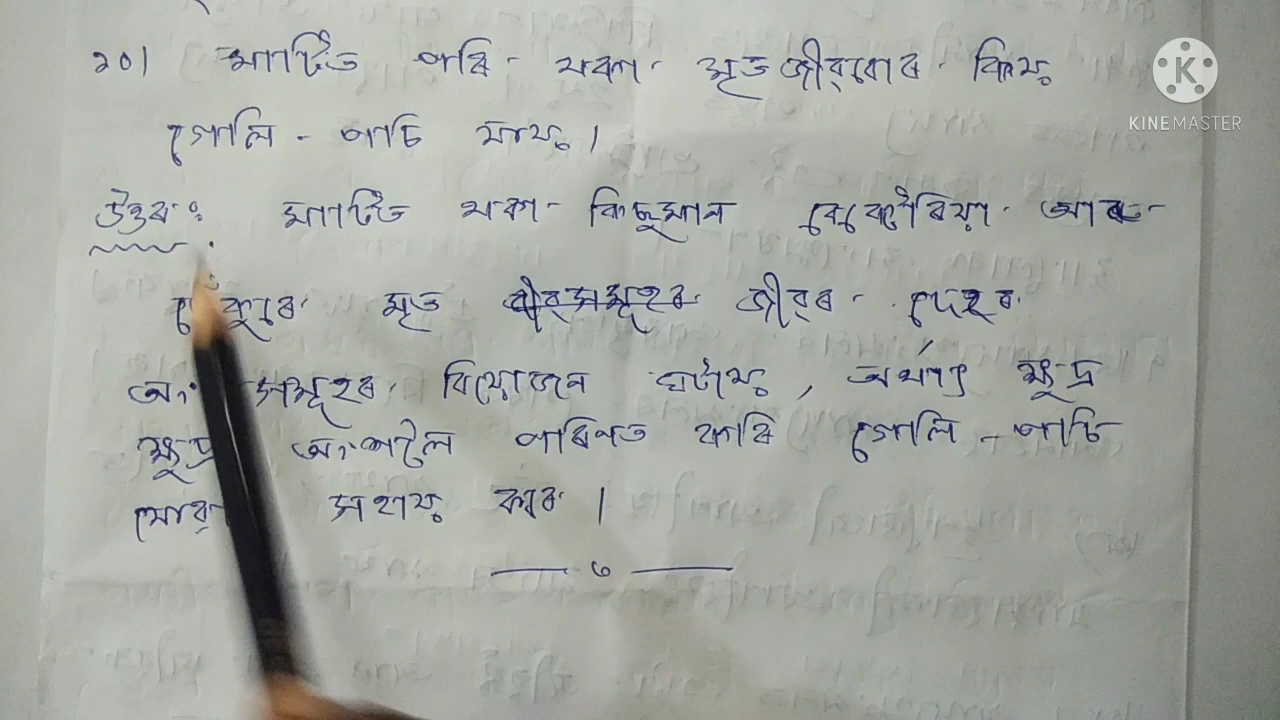 ১০। মাটিত পৰি থকা মৃত জীৱবোৰ কিয়
গেলি-পচি যায়।
উত্তৰঃ মাটিত থকা কিছুমান বেক্টেৰিয়া আৰু
ভেঁকুৰে মৃত জীৱৰ দেহৰ
সমূহৰ বিয়োজন ঘটায়, অৰ্থাৎ ক্ষুদ্ৰ
ক্ষুদ্ৰ অংশলৈ পৰিণত কৰি গেলি-পচি
সহায় কৰে।
KINEMASTER